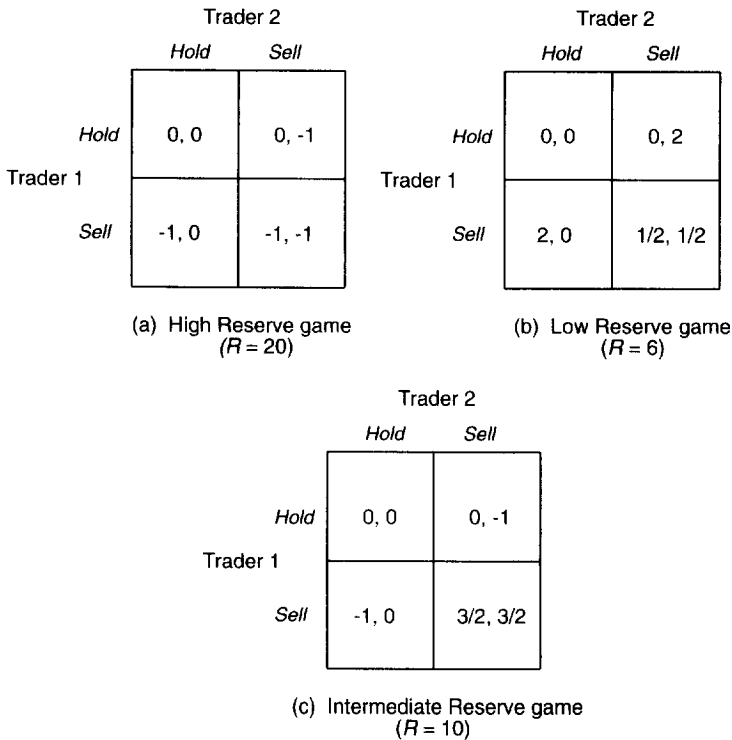 Trader 2
Hold Sell
Hold 0, 0 0, -1
Trader 1
Sell -1, 0 -1, -1
(a) High Reserve game
(R = 20)
Trader 2
Hold Sell
Hold 0, 0 0, 2
Trader 1
Sell 2, 0 1/2, 1/2
(b) Low Reserve game
(R = 6)
Trader 2
Hold Sell
Hold 0, 0 0, -1
Trader 1
Sell -1, 0 3/2, 3/2
(c) Intermediate Reserve game
(R = 10)